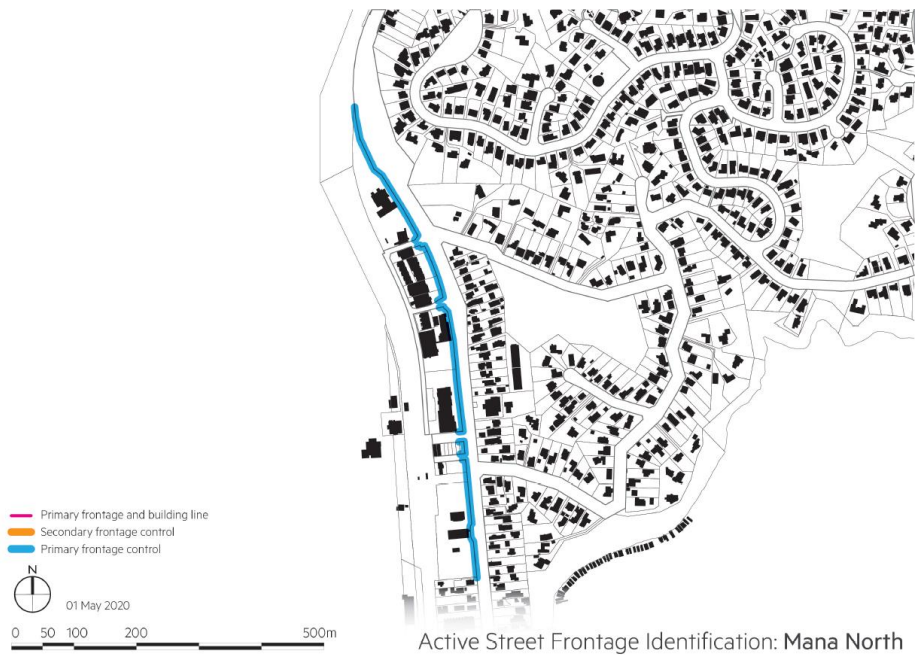 Primary frontage and building line
Secondary frontage control
Primary frontage control
N
01 May 2020
0 50 100 200 500m
Active Street Frontage Identification: Mana North